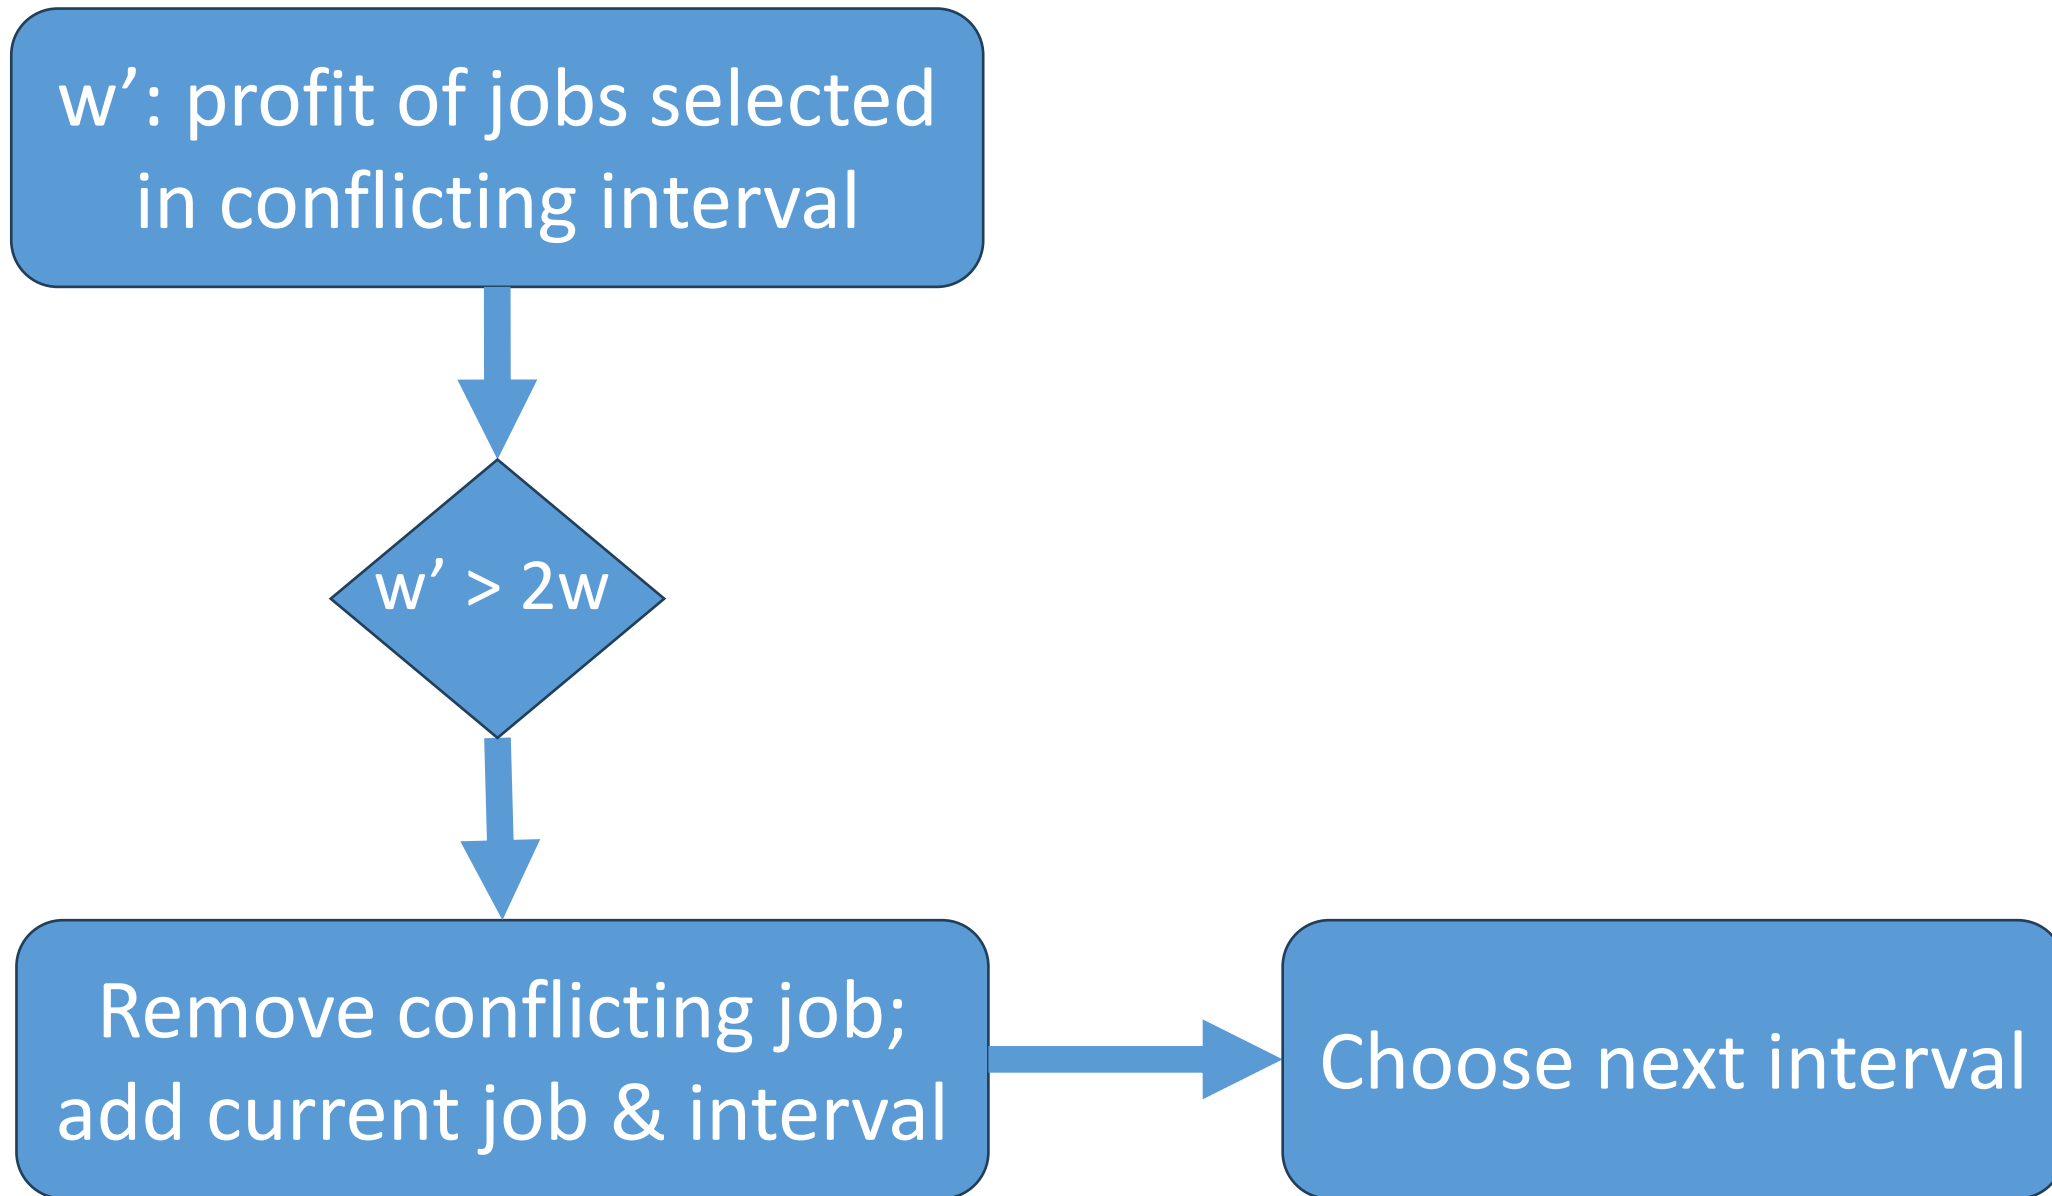 w’: profit of jobs selected
in conflicting interval
w’ > 2w
Remove conflicting job;
add current job & interval
Choose next interval